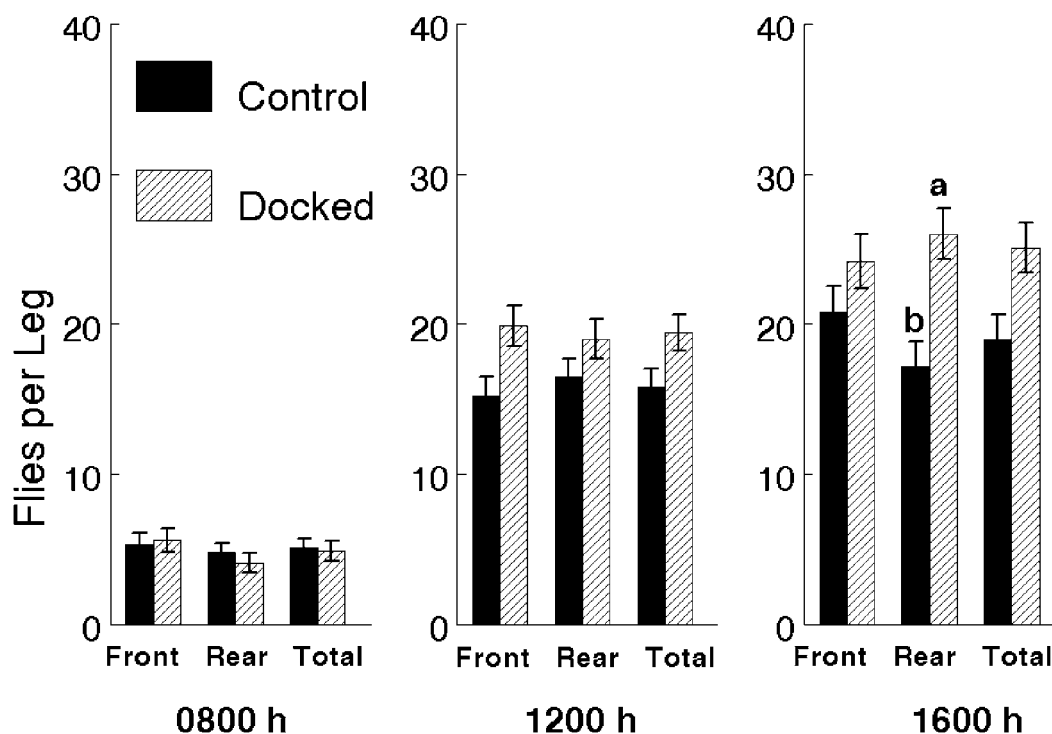 Flies per Leg
40
30
20
10
0
Control
Docked
Front Rear Total
0800 h
40
30
20
10
0
Front Rear Total
1200 h
40
30
20
10
0
b
a
Front Rear Total
1600 h